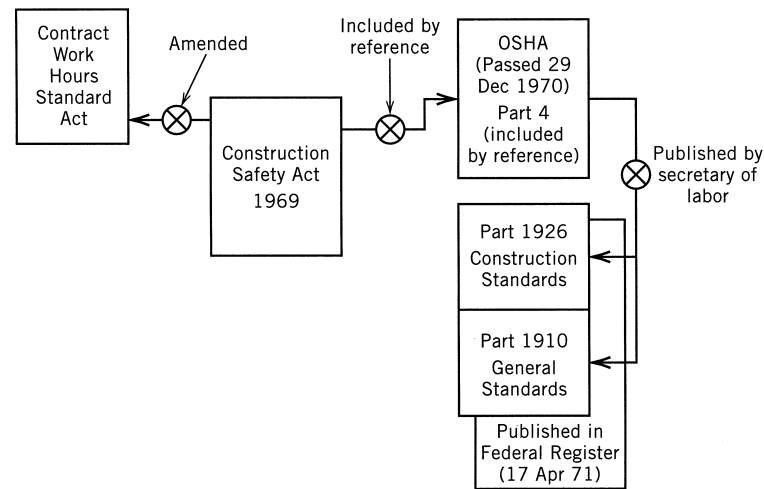 Contract
Work
Hours
Standard
Act
Amended
Construction
Safety Act
1969
Included by
reference
OSHA
(Passed 29
Dec 1970)
Part 4
(included
by reference)
Published by
secretary of
labor
Part 1926
Construction
Standards
Part 1910
General
Standards
Published in
Federal Register
(17 Apr 71)